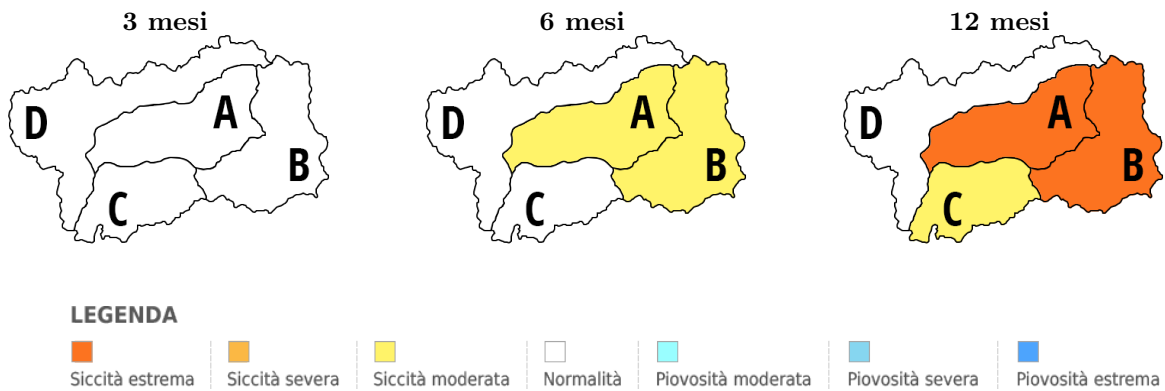 3 mesi
6 mesi
12 mesi
A
D
B
C
A
D
B
C
A
D
B
C
LEGENDA
Siccità estrema
Siccità severa
Siccità moderata
Normalità
Piovosità moderata
Piovosità severa
Piovosità estrema